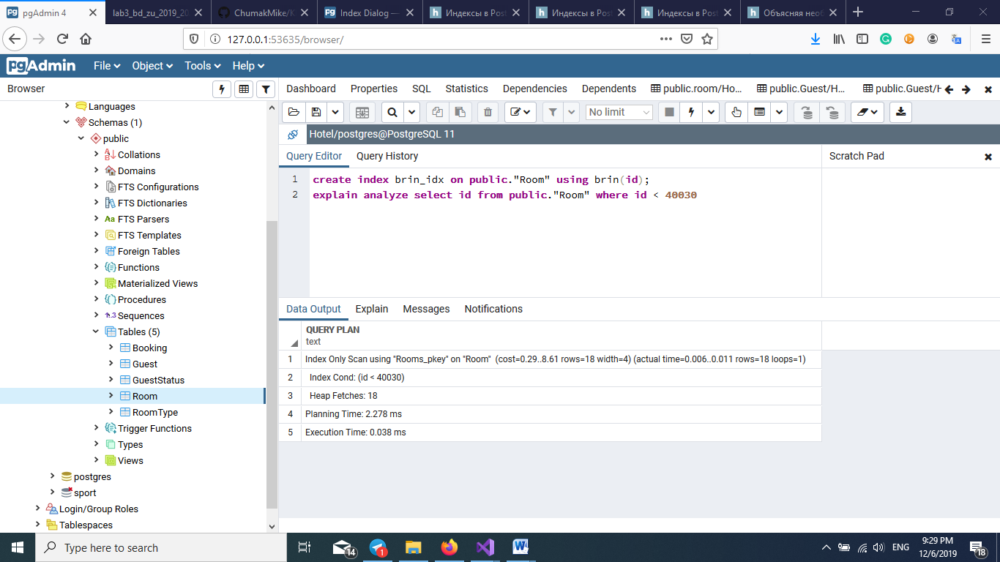 pgAdmin 4
lab3_bd_zu_2019_20
ChumakMike/K
Index Dialog —
Индексы в Post
Индексы в Post
Индексы в Post
Объясняя необ
127.0.0.1:53635/browser/
pgAdmin File Object Tools Help
Browser
Dashboard Properties SQL Statistics Dependencies Dependents public.room/Ho... public.Guest/H... public.Guest/H
Languages
Schemas (1)
public
Collations
Domains
FTS Configurations
FTS Dictionaries
Aa FTS Parsers
FTS Templates
Foreign Tables
Functions
Materialized Views
Procedures
1..3 Sequences
Tables (5)
Booking
Guest
GuestStatus
Room
RoomType
Trigger Functions
Types
Views
postgres
sport
Login/Group Roles
Tablespaces
No limit
Hotel/postgres@PostgreSQL 11
Query Editor Query History
Scratch Pad
1 create index brin_idx on public."Room" using brin(id);
2 explain analyze select id from public."Room" where id < 40030
Data Output Explain Messages Notifications
QUERY PLAN
text
1 Index Only Scan using "Rooms_pkey" on "Room" (cost=0.29..8.61 rows=18 width=4) (actual time=0.006..0.011 rows=18 loops=1)
2 Index Cond: (id < 40030)
3 Heap Fetches: 18
4 Planning Time: 2.278 ms
5 Execution Time: 0.038 ms
Type here to search
14
1
ENG
9:29 PM
12/6/2019
18